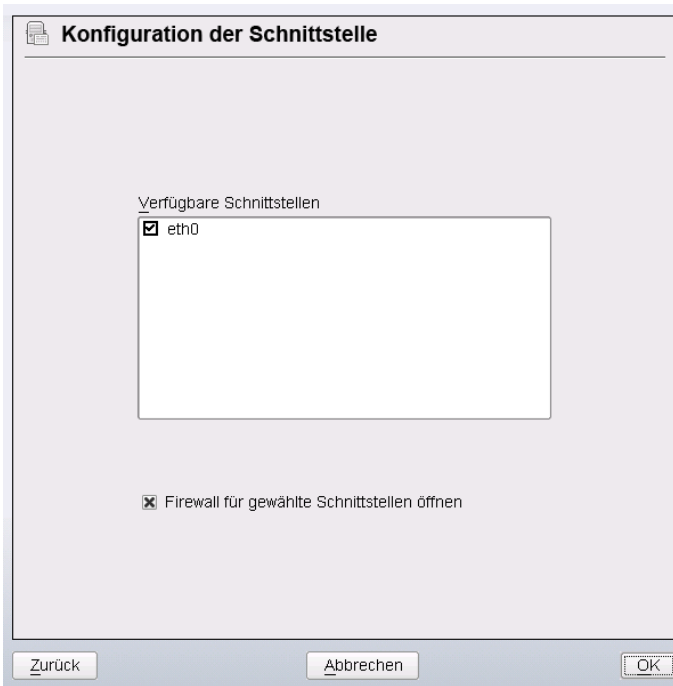 Konfiguration der Schnittstelle
Verfügbare Schnittstellen
eth0
Firewall für gewählte Schnittstellen öffnen
Zurück
Abbrechen
OK